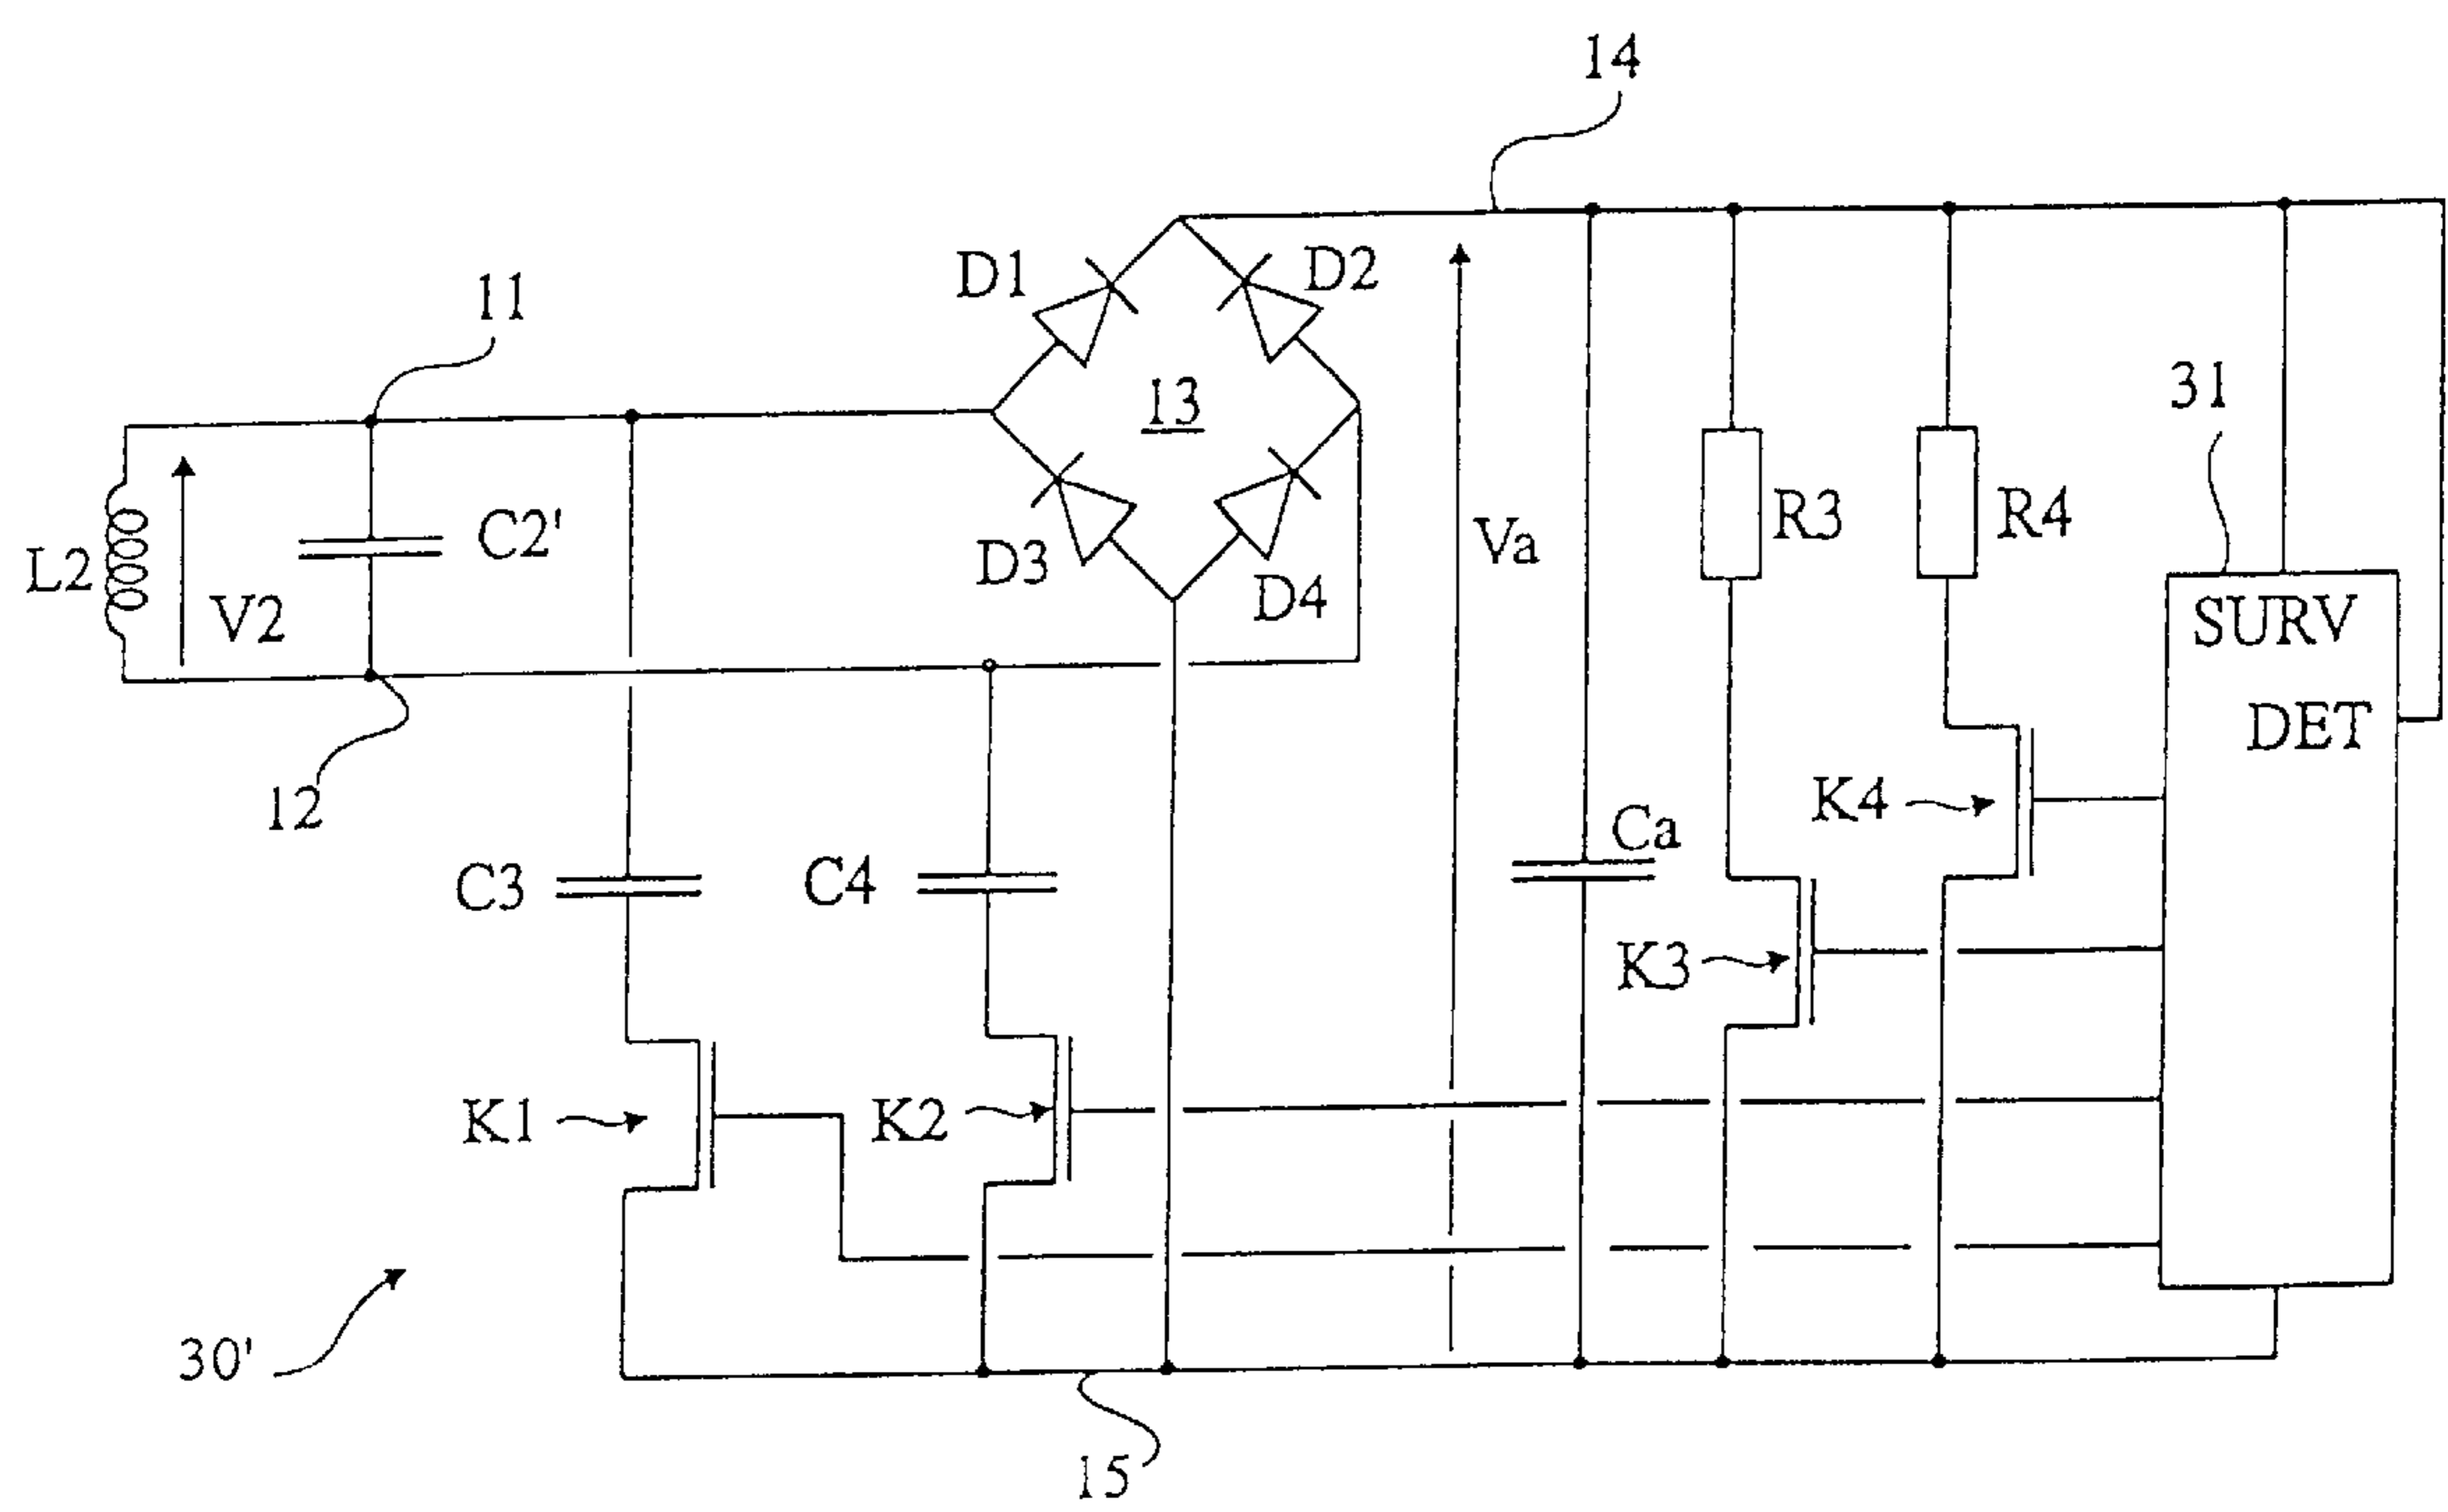 14
D1
D2
11
13
31
L2
V2
C2'
D3
D4
Va
R3
R4
SURV
DET
12
C3
C4
Ca
K4
K3
K1
K2
30'
15